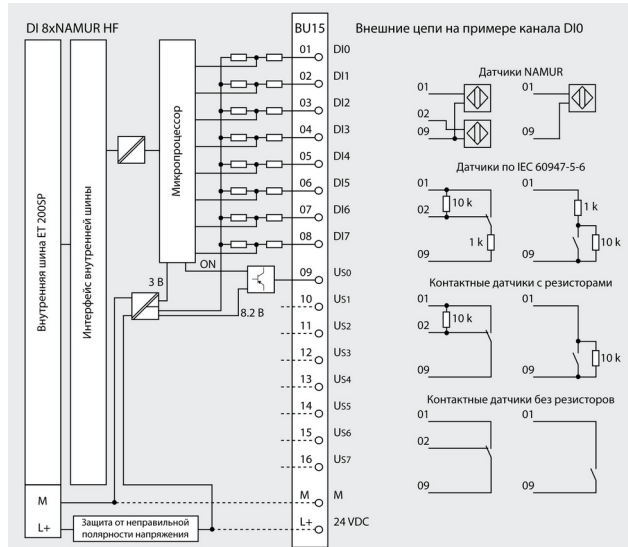 DI 8xNAMUR HF
BU15
Внешние цепи на примере канала DI0
Внутренняя шина ET 200SP
Интерфейс внутренней шины
Микропроцессор
01 DI0
02 DI1
03 DI2
04 DI3
05 DI4
06 DI5
07 DI6
08 DI7
09 US0
10 US1
11 US2
12 US3
13 US4
14 US5
15 US6
16 US7
M M
L+ 24 VDC
ON
3 В
8.2 В
M
L+
Защита от неправильной
полярности напряжения
Датчики NAMUR
01
02
09
01
09
Датчики по IEC 60947-5-6
01
10 k
02
1 k
09
01
1 k
10 k
09
Контактные датчики с резисторами
01
10 k
02
09
01
10 k
09
Контактные датчики без резисторов
01
02
09
01
09